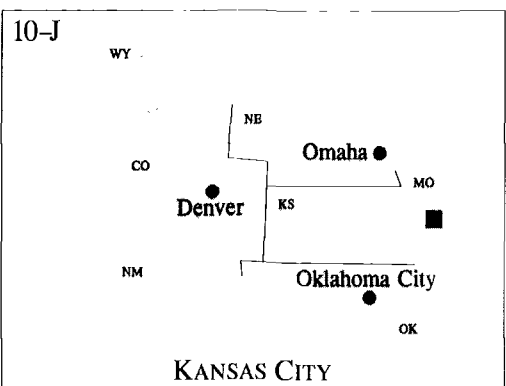 10-J
WY
NE
Omaha
CO
MO
Denver
KS
NM
Oklahoma City
OK
KANSAS CITY